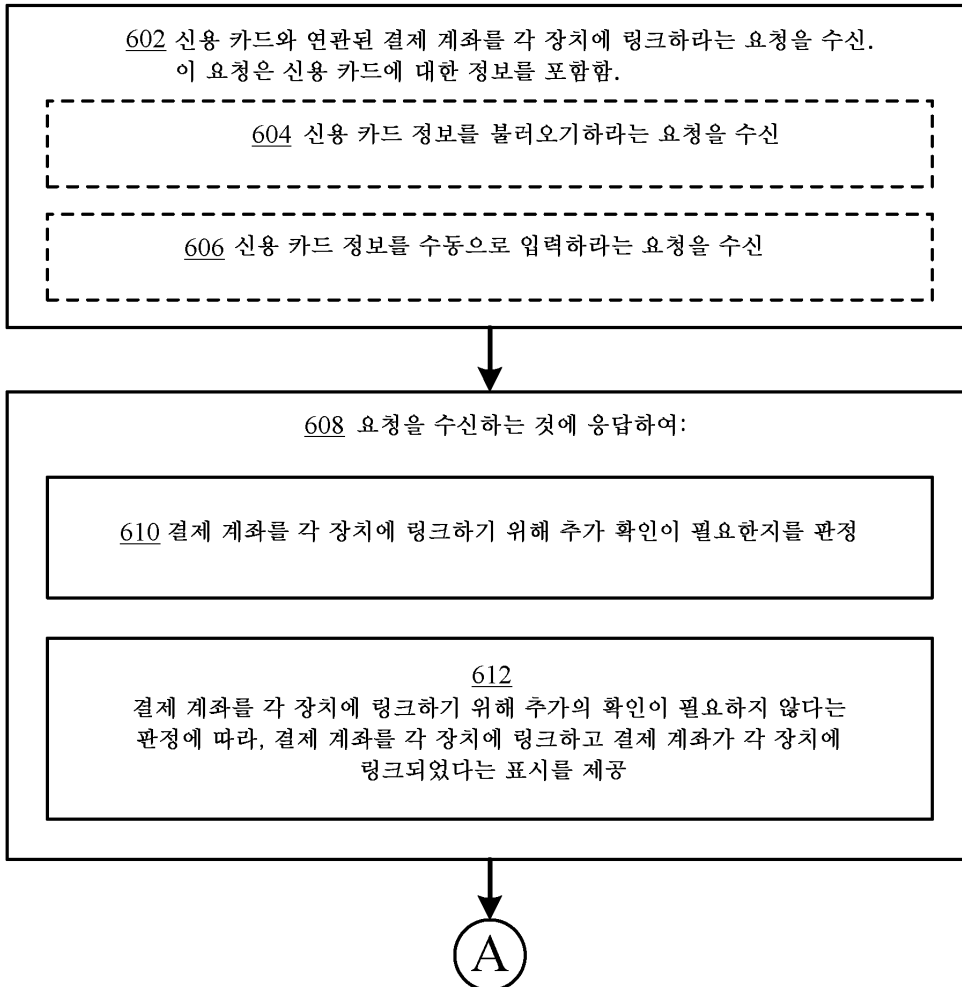 602 신용 카드와 연관된 결제 계좌를 각 장치에 링크하라는 요청을 수신.
이 요청은 신용 카드에 대한 정보를 포함함.
604 신용 카드 정보를 불러오기하라는 요청을 수신
606 신용 카드 정보를 수동으로 입력하라는 요청을 수신
608 요청을 수신하는 것에 응답하여:
610 결제 계좌를 각 장치에 링크하기 위해 추가 확인이 필요한지를 판정
612
결제 계좌를 각 장치에 링크하기 위해 추가의 확인이 필요하지 않다는
판정에 따라, 결제 계좌를 각 장치에 링크하고 결제 계좌가 각 장치에
링크되었다는 표시를 제공
A